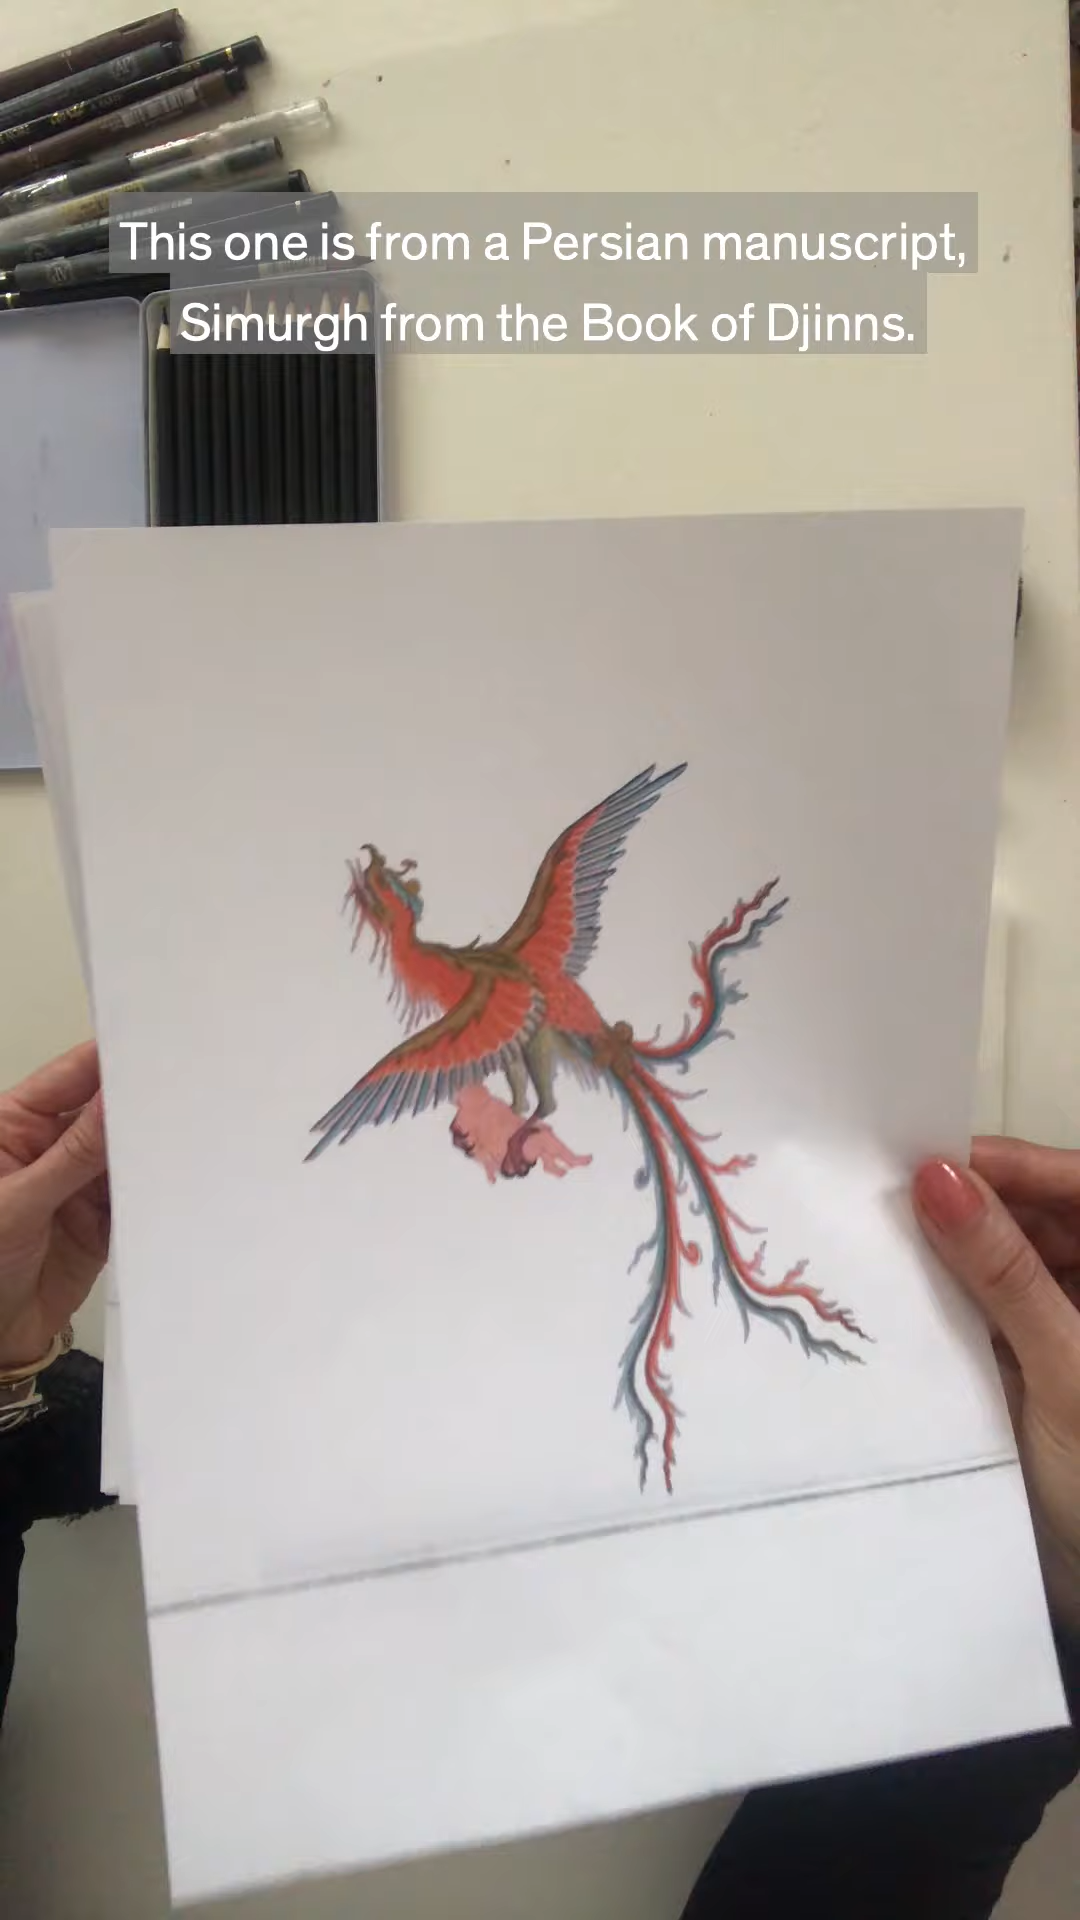 This one is from a Persian manuscript,
Simurgh from the Book of Djinns.